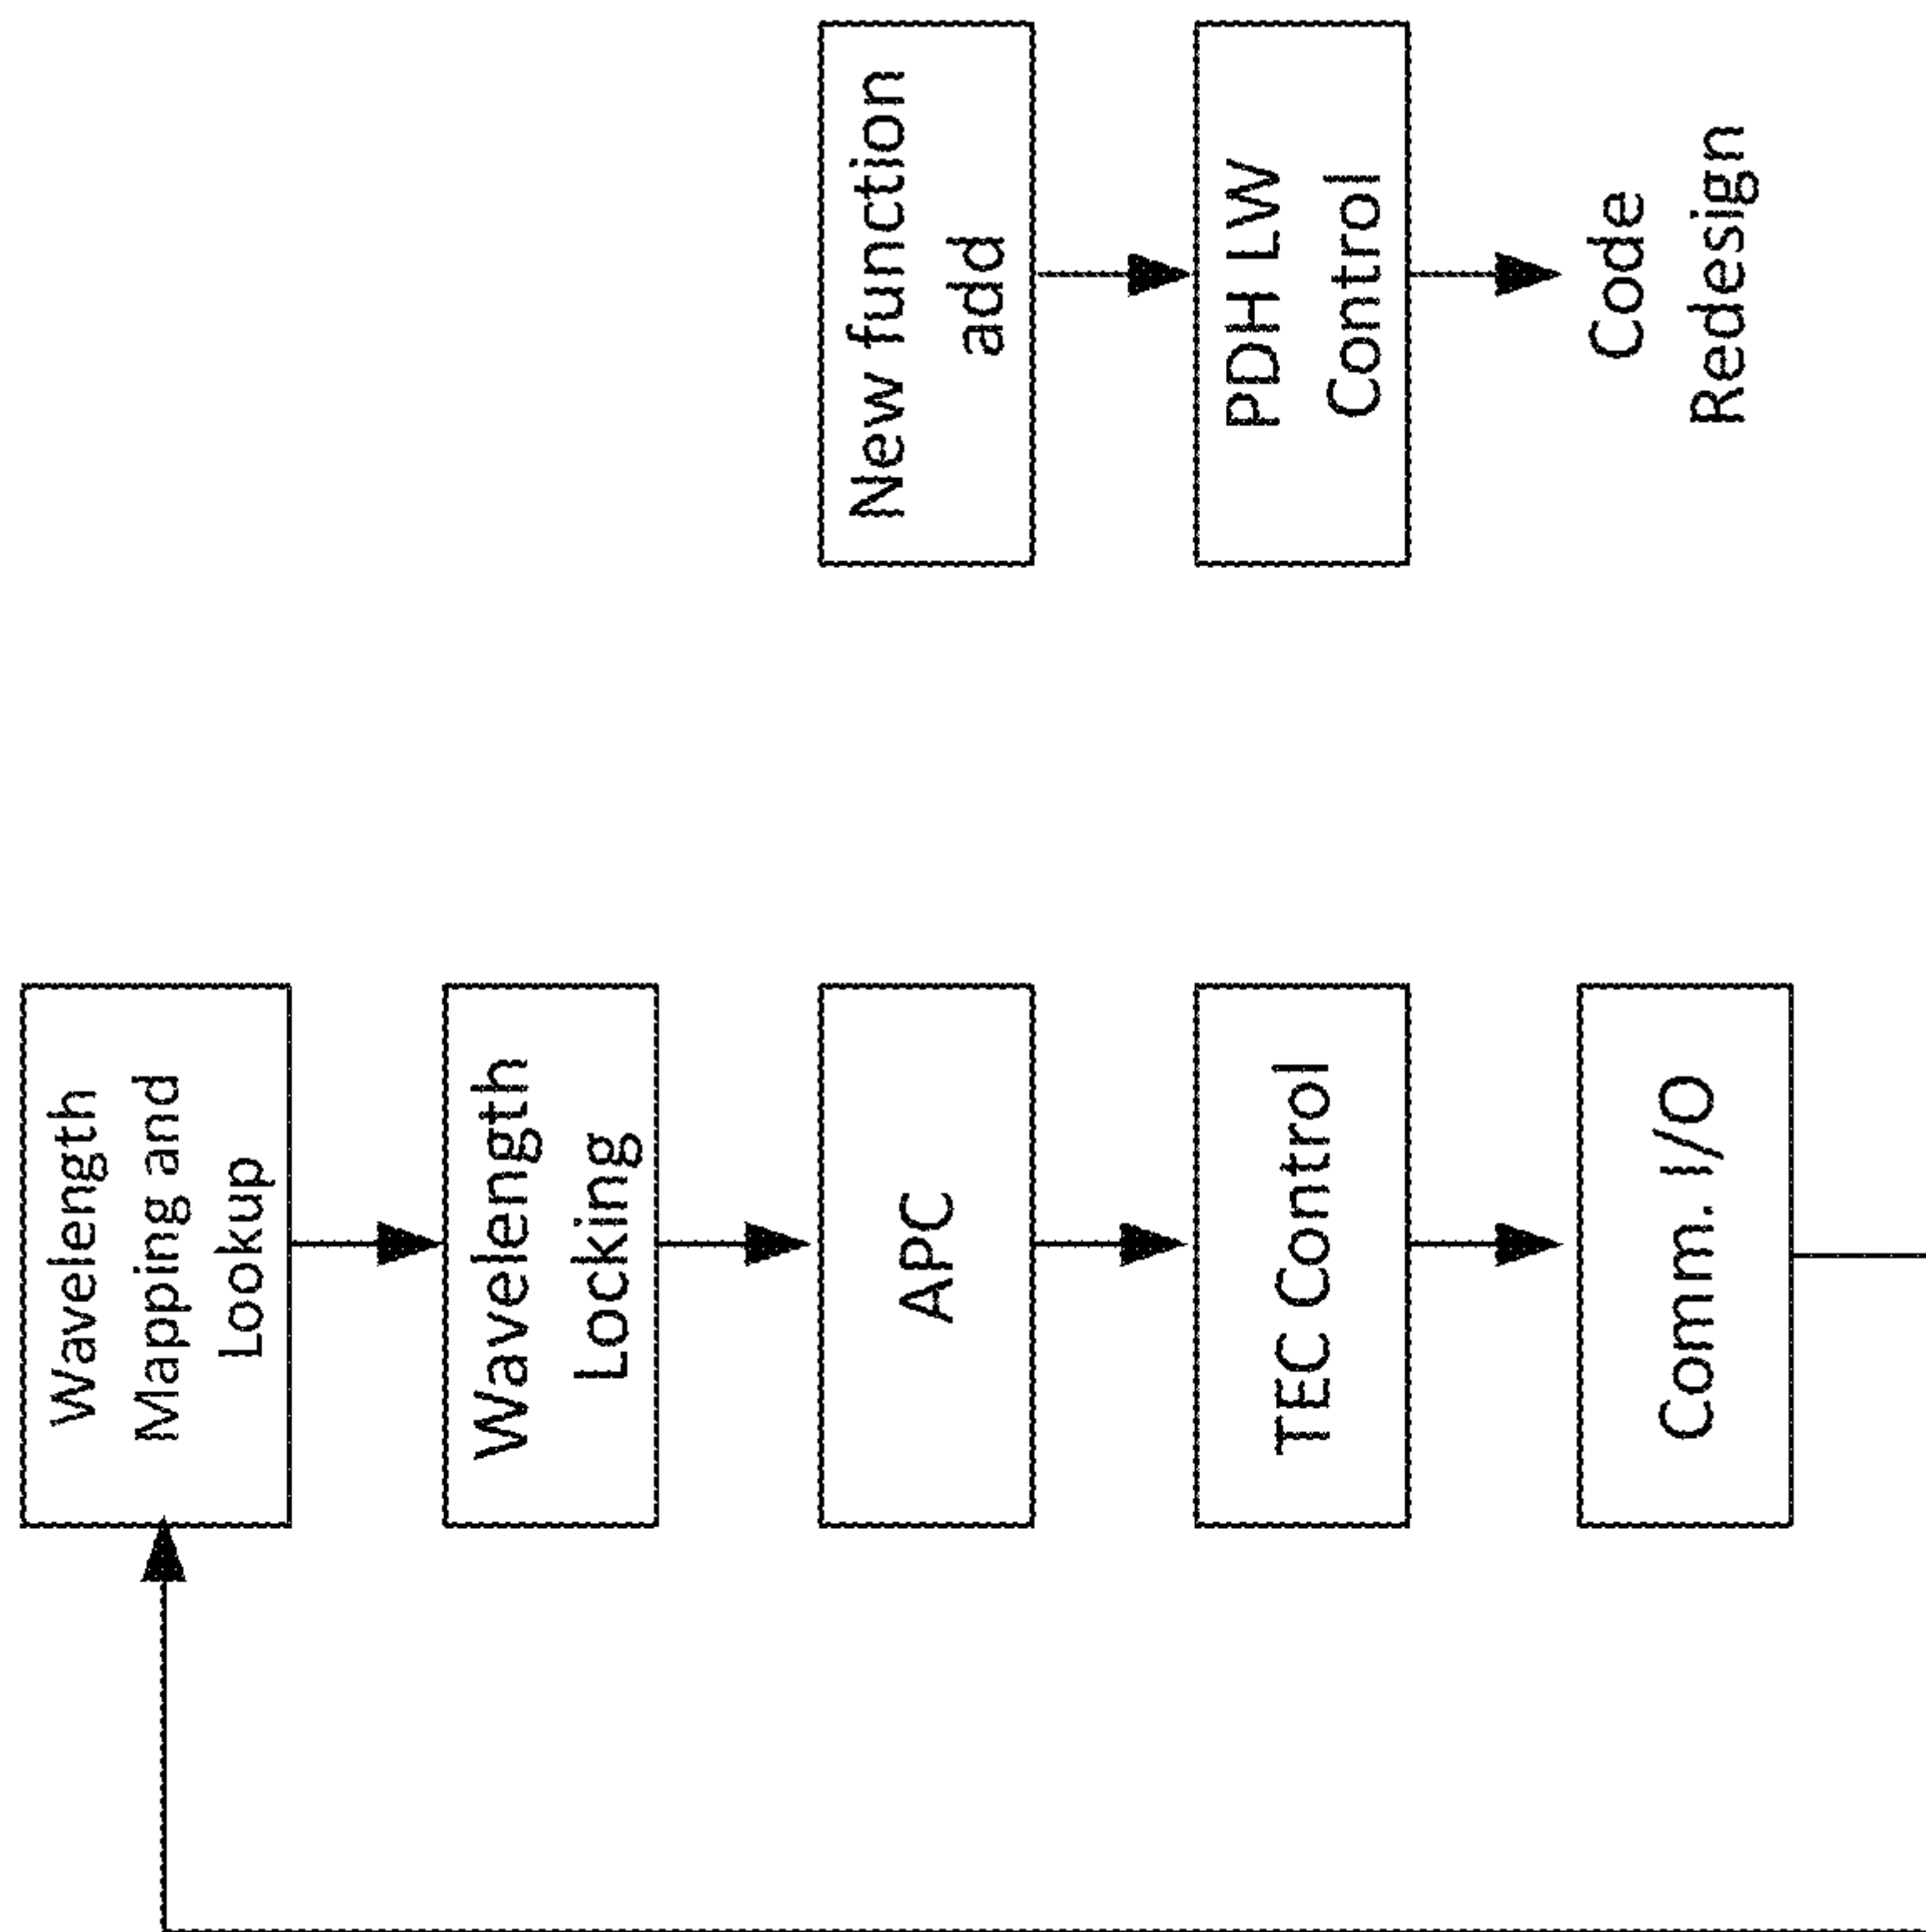 Wavelength
Mapping and
Lookup
Wavelength
Locking
APC
TEC Control
Comm. I/O
New function
add
PDH LW
Control
Code
Redesign